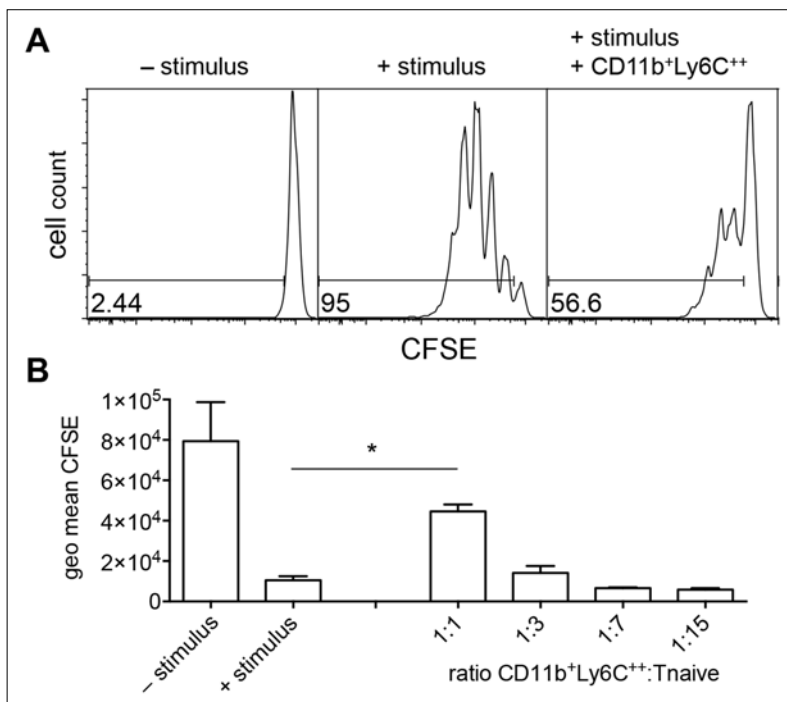 A
– stimulus
+ stimulus
+ stimulus
+ CD11b⁺Ly6C⁺⁺
cell count
2.44
95
56.6
CFSE
B
geo mean CFSE
1×10⁵
8×10⁴
6×10⁴
4×10⁴
2×10⁴
0
*
– stimulus
+ stimulus
1:1
1:3
1:7
1:15
ratio CD11b⁺Ly6C⁺⁺:Tnaive